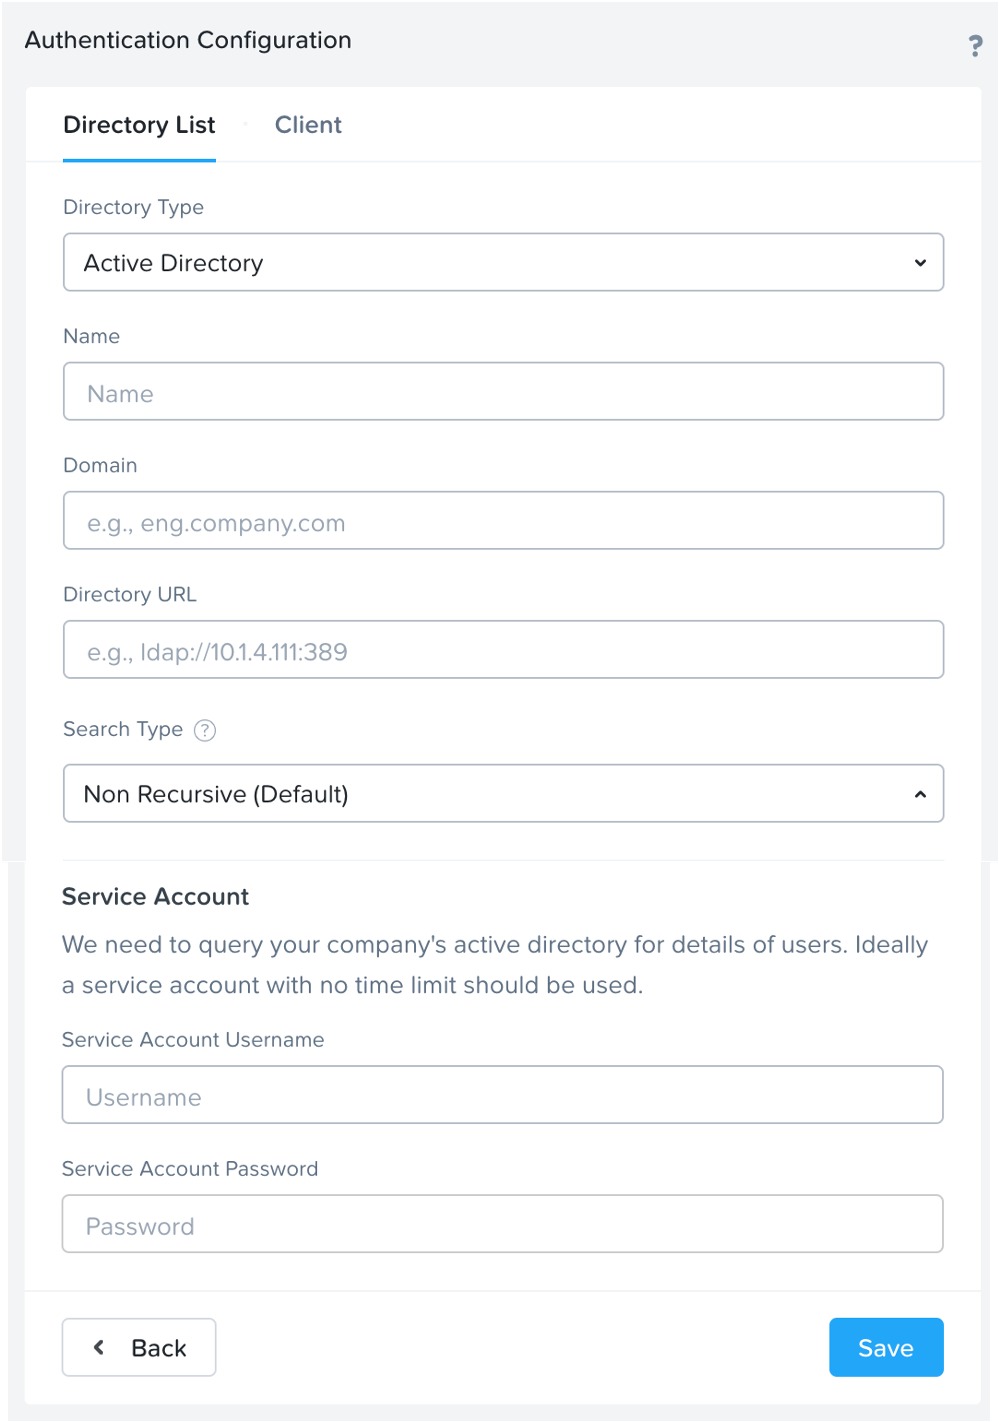 Authentication Configuration
?
Directory List
Client
Directory Type
Active Directory
Name
Name
Domain
e.g., eng.company.com
Directory URL
e.g., ldap://10.1.4.111:389
Search Type ?
Non Recursive (Default)
Service Account
We need to query your company's active directory for details of users. Ideally
a service account with no time limit should be used.
Service Account Username
Username
Service Account Password
Password
Back
Save